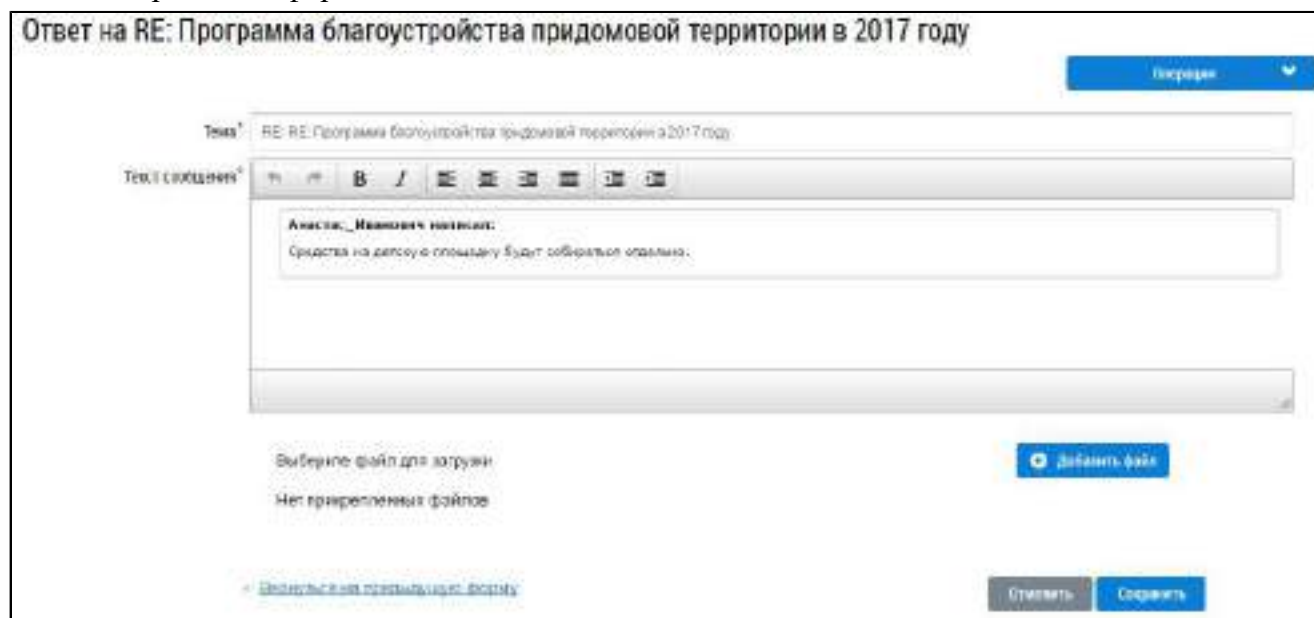 Ответ на RE: Программа благоустройства придомовой территории в 2017 году
Операции
Тема*
RE: RE: Программа благоустройства придомовой территории в 2017 году
Текст сообщения*
B I
Иванович написал:
Средства на детскую площадку будут собираться отдельно.
Выберите файл для загрузки
Добавить файл
Нет прикрепленных файлов
Вернуться на предыдущую форму
Отменить
Сохранить